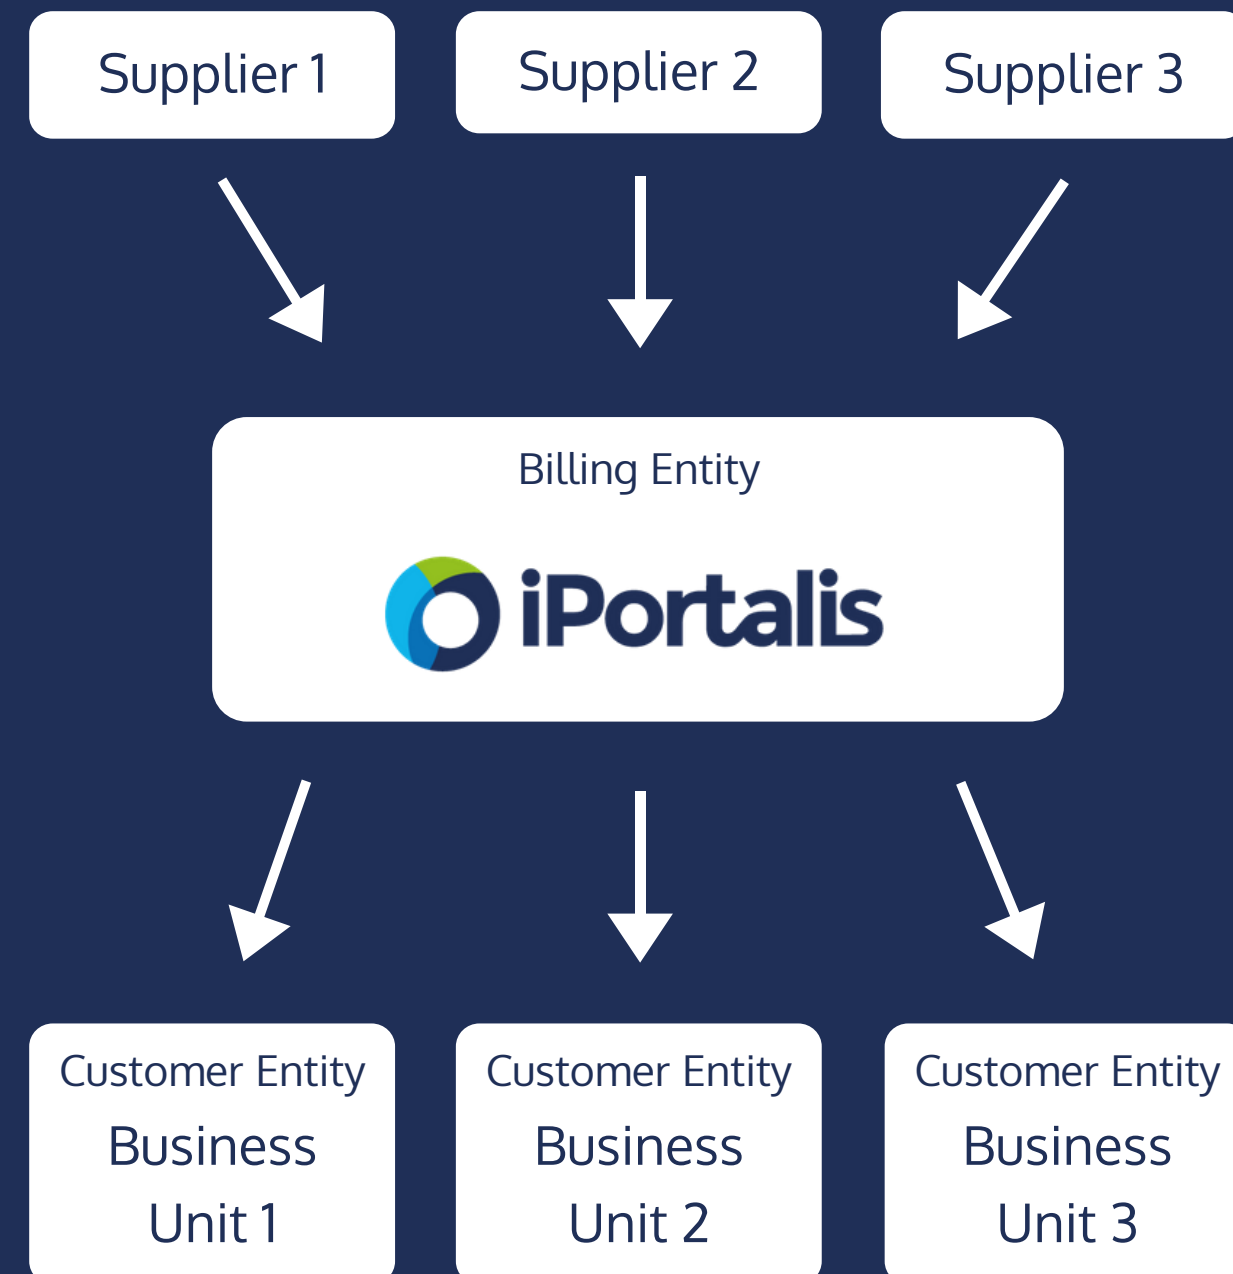 Supplier 1
Supplier 2
Supplier 3
Billing Entity
iPortalis
Customer Entity
Business
Unit 1
Customer Entity
Business
Unit 2
Customer Entity
Business
Unit 3